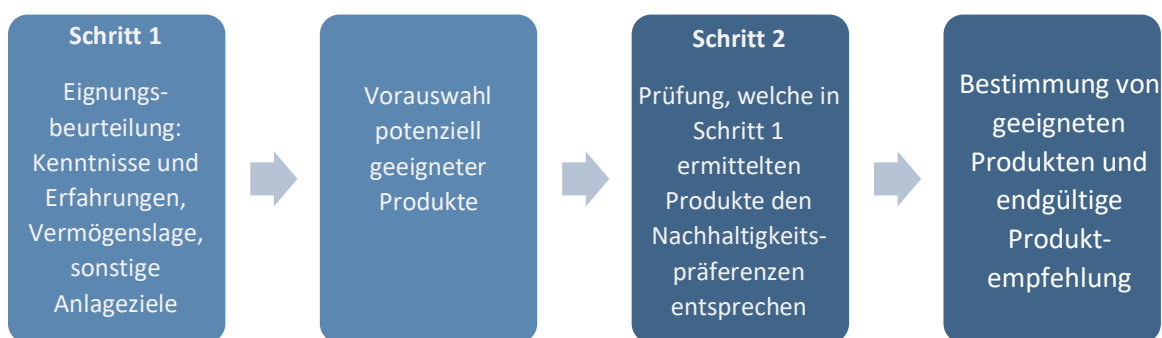 Schritt 1
Eignungs-
beurteilung:
Kenntnisse und
Erfahrungen,
Vermögenslage,
sonstige
Anlageziele
Vorauswahl
potenziell
geeigneter
Produkte
Schritt 2
Prüfung, welche in
Schritt 1
ermittelten
Produkte den
Nachhaltigkeits-
präferenzen
entsprechen
Bestimmung von
geeigneten
Produkten und
endgültige
Produkt-
empfehlung